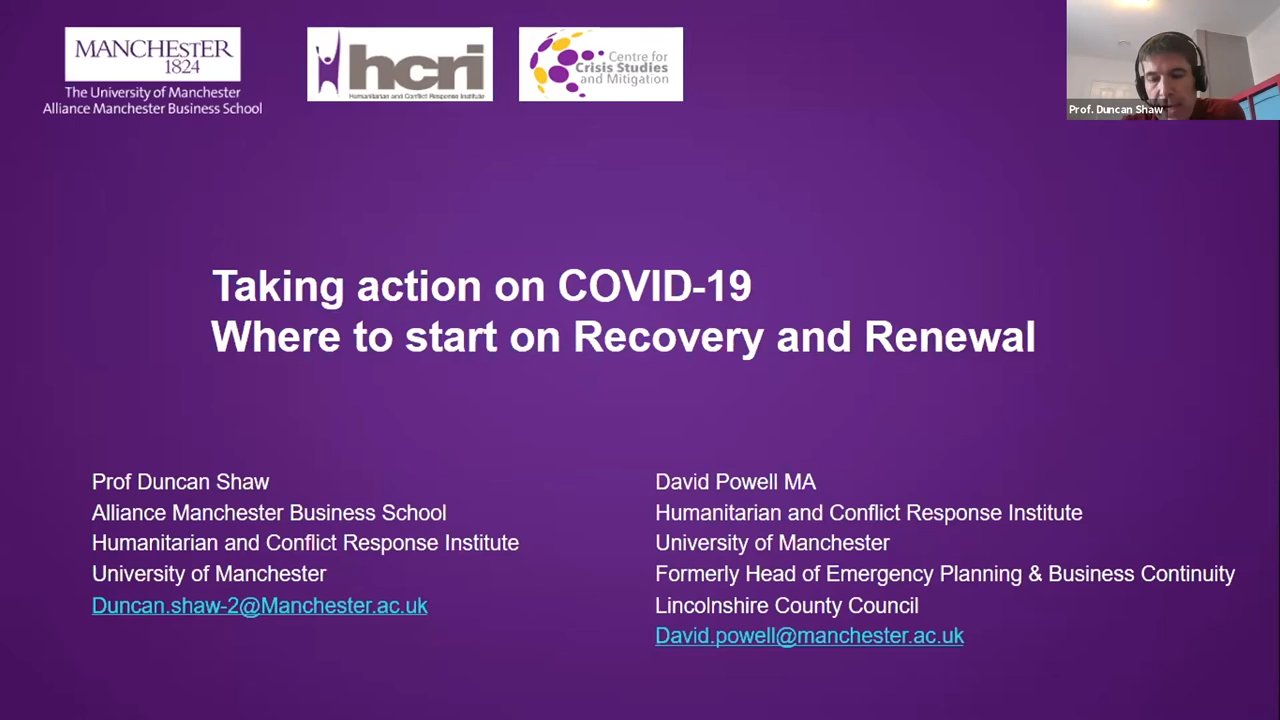 MANCHESTER
1824
The University of Manchester
Alliance Manchester Business School
hcri
Humanitarian and Conflict Response Institute
Centre for
Crisis Studies
and Mitigation
Prof. Duncan Shaw
Taking action on COVID-19
Where to start on Recovery and Renewal
Prof Duncan Shaw
Alliance Manchester Business School
Humanitarian and Conflict Response Institute
University of Manchester
Duncan.shaw-2@Manchester.ac.uk
David Powell MA
Humanitarian and Conflict Response Institute
University of Manchester
Formerly Head of Emergency Planning & Business Continuity
Lincolnshire County Council
David.powell@manchester.ac.uk